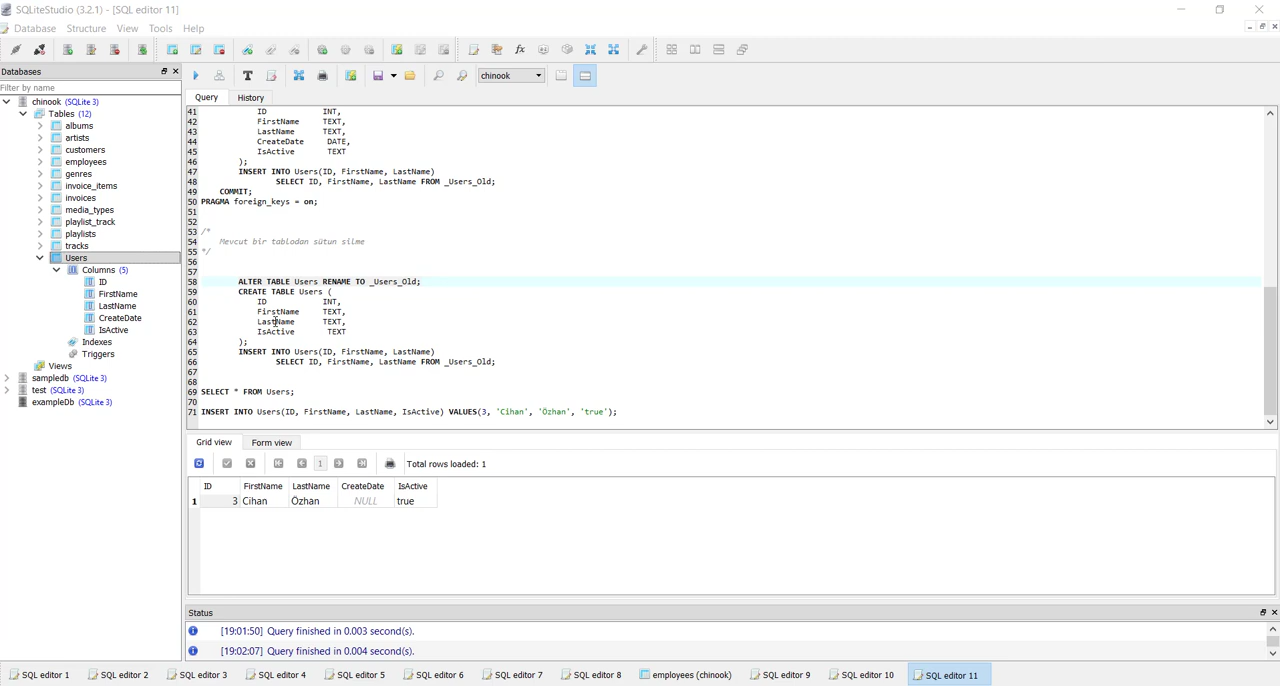 SQLiteStudio (3.2.1) - [SQL editor 11]
Database Structure View Tools Help
Databases
chinook
Filter by name
Query History
chinook (SQLite 3)
Tables (12)
albums
artists
customers
employees
genres
invoice_items
invoices
media_types
playlist_track
playlists
tracks
Users
Columns (5)
ID
FirstName
LastName
CreateDate
IsActive
Indexes
Triggers
Views
sampledb (SQLite 3)
test (SQLite 3)
exampleDb (SQLite 3)
41 ID INT,
42 FirstName TEXT,
43 LastName TEXT,
44 CreateDate DATE,
45 IsActive TEXT
46 );
47 INSERT INTO Users(ID, FirstName, LastName)
48 SELECT ID, FirstName, LastName FROM _Users_Old;
49 COMMIT;
50 PRAGMA foreign_keys = on;
51
52
53 /*
54 Mevcut bir tablodan sütun silme
55 */
56
57
58 ALTER TABLE Users RENAME TO _Users_Old;
59 CREATE TABLE Users (
60 ID INT,
61 FirstName TEXT,
62 LastName TEXT,
63 IsActive TEXT
64 );
65 INSERT INTO Users(ID, FirstName, LastName)
66 SELECT ID, FirstName, LastName FROM _Users_Old;
67
68
69 SELECT * FROM Users;
70
71 INSERT INTO Users(ID, FirstName, LastName, IsActive) VALUES(3, 'Cihan', 'Özhan', 'true');
Grid view Form view
1 Total rows loaded: 1
ID FirstName LastName CreateDate IsActive
1 3 Cihan Özhan NULL true
Status
[19:01:50] Query finished in 0.003 second(s).
[19:02:07] Query finished in 0.004 second(s).
SQL editor 1 SQL editor 2 SQL editor 3 SQL editor 4 SQL editor 5 SQL editor 6 SQL editor 7 SQL editor 8 employees (chinook) SQL editor 9 SQL editor 10 SQL editor 11